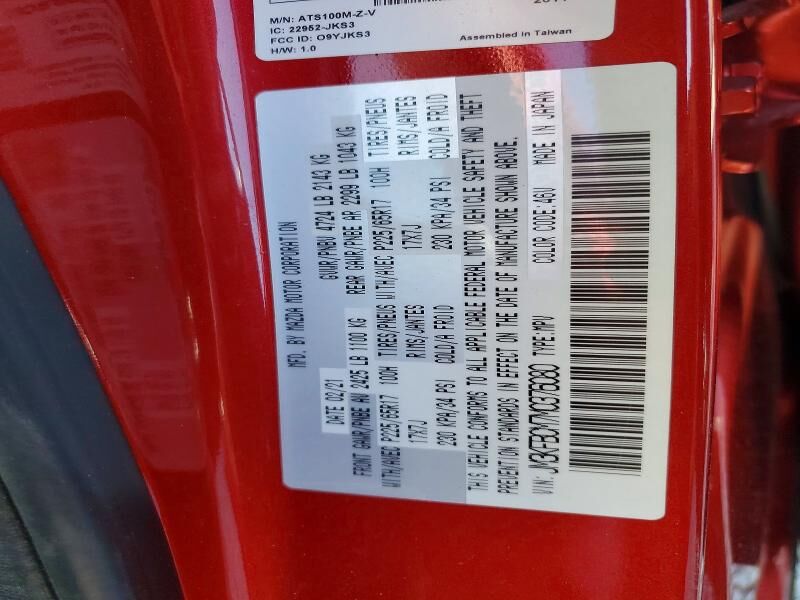 2011
M/N: ATS100M-Z-V
IC: 22952-JKS3
FCC ID: O9YJKS3
H/W: 1.0
Assembled in Taiwan
MFD. BY MAZDA MOTOR CORPORATION
DATE 02/21 GVWR/PNBV 4724 LB 2143 KG
FRONT GAWR/PNBE AV 2425 LB 1100 KG REAR GAWR/PNBE AR 2299 LB 1043 KG
WITH/AVEC P225/65R17 100H TIRES/PNEUS WITH/AVEC P225/65R17 100H TIRES/PNEUS
17X7J RIMS/JANTES 17X7J RIMS/JANTES
230 KPA/34 PSI COLD/A FROID 230 KPA/34 PSI COLD/A FROID
THIS VEHICLE CONFORMS TO ALL APPLICABLE FEDERAL MOTOR VEHICLE SAFETY AND THEFT
PREVENTION STANDARDS IN EFFECT ON THE DATE OF MANUFACTURE SHOWN ABOVE.
VIN: TYPE:MPV COLOR CODE:46V MADE IN JAPAN